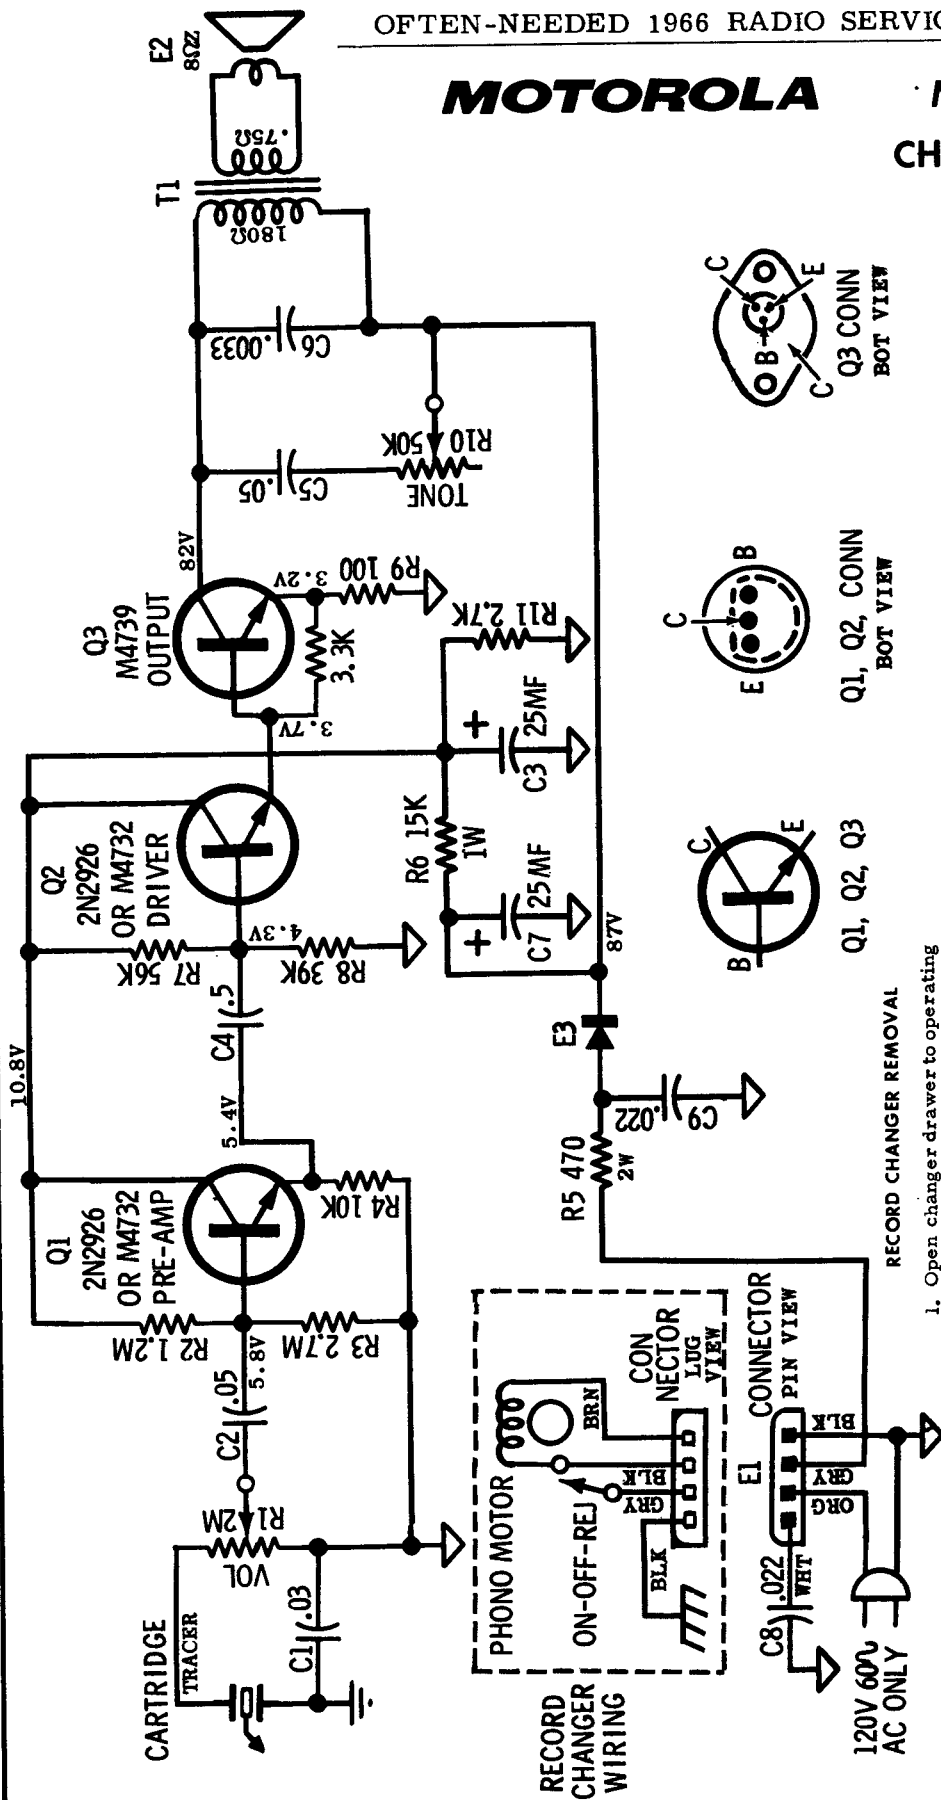 OFTEN-NEEDED 1966 RADIO SERVIC
MOTOROLA
CH
E2
8ΩZ
.75Ω
T1
180Ω
C6
.0033
C5
.05
R10
50K
TONE
82V
Q3
M4739
OUTPUT
3.2V
R9 100
3.3K
3.7V
R11 2.7K
+
C3
25MF
R6 15K
1W
+
C7
25MF
87V
Q2
2N2926
OR M4732
DRIVER
R7 56K
4.3V
R8 39K
C4
.5
10.8V
5.4V
Q1
2N2926
OR M4732
PRE-AMP
R4 10K
R2 1.2M
5.8V
R3 2.7M
C2
.05
R1
2M
VOL
CARTRIDGE
TRACER
C1
.03
E3
.022
C9
R5 470
2W
PHONO MOTOR
ON-OFF-REJ
BRN
BLK
GRY
BLK
CON
NECTOR
LUG
VIEW
RECORD
CHANGER
WIRING
CONNECTOR
PIN VIEW
E1
BLK
GRY
ORG
WHT
C8
.022
120V 60∿
AC ONLY
B
C
E
Q1, Q2, Q3
C
E
B
Q1, Q2, CONN
BOT VIEW
C
E
B
C
Q3 CONN
BOT VIEW
RECORD CHANGER REMOVAL
1. Open changer drawer to operating